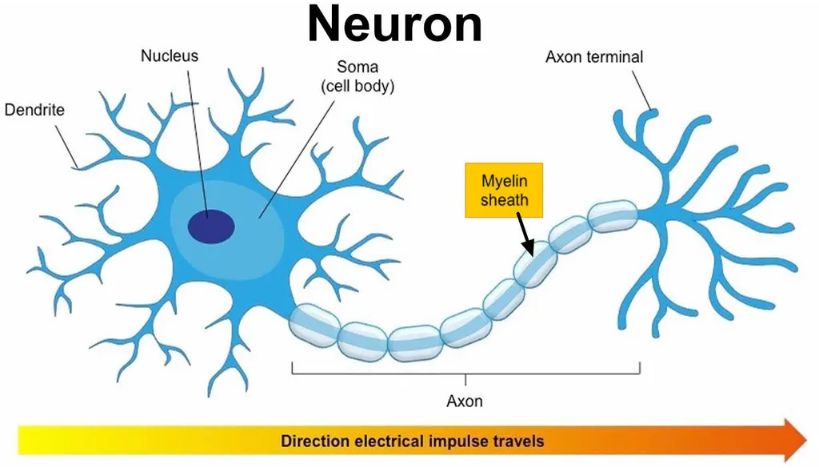 Neuron
Nucleus
Soma
(cell body)
Axon terminal
Dendrite
Myelin
sheath
Axon
Direction electrical impulse travels